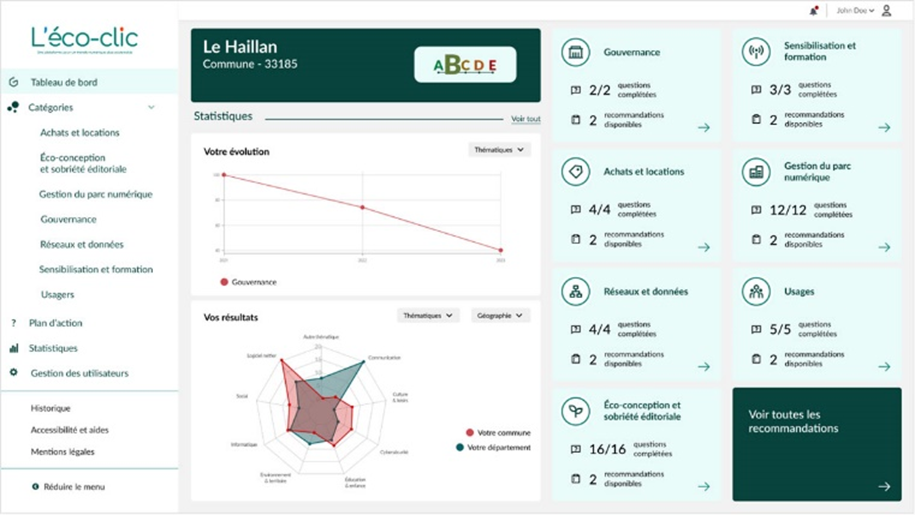 L'éco-clic
Tableau de bord
Catégories
Achats et locations
Éco-conception
et sobriété éditoriale
Gestion du parc numérique
Gouvernance
Réseaux et données
Sensibilisation et formation
Usagers
? Plan d'action
Statistiques
Gestion des utilisateurs
Historique
Accessibilité et aides
Mentions légales
Réduire le menu
John Doe
Le Haillan
Commune - 33185
ABCDE
Statistiques
Voir tout
Votre évolution
Thématiques
100
2022
Gouvernance
Vos résultats
Thématiques
Géographie
Autre thématique
Communication
Culture
& loisirs
Cybersécurité
Éducation
& enfance
Environnement
& territoire
Informatique
Social
Logiciel métier
Votre commune
Votre département
Gouvernance
2/2 questions
complétées
2 recommandations
disponibles
Sensibilisation et
formation
3/3 questions
complétées
2 recommandations
disponibles
Achats et locations
4/4 questions
complétées
2 recommandations
disponibles
Gestion du parc
numérique
12/12 questions
complétées
2 recommandations
disponibles
Réseaux et données
4/4 questions
complétées
2 recommandations
disponibles
Usages
5/5 questions
complétées
2 recommandations
disponibles
Éco-conception et
sobriété éditoriale
16/16 questions
complétées
2 recommandations
disponibles
Voir toutes les
recommandations